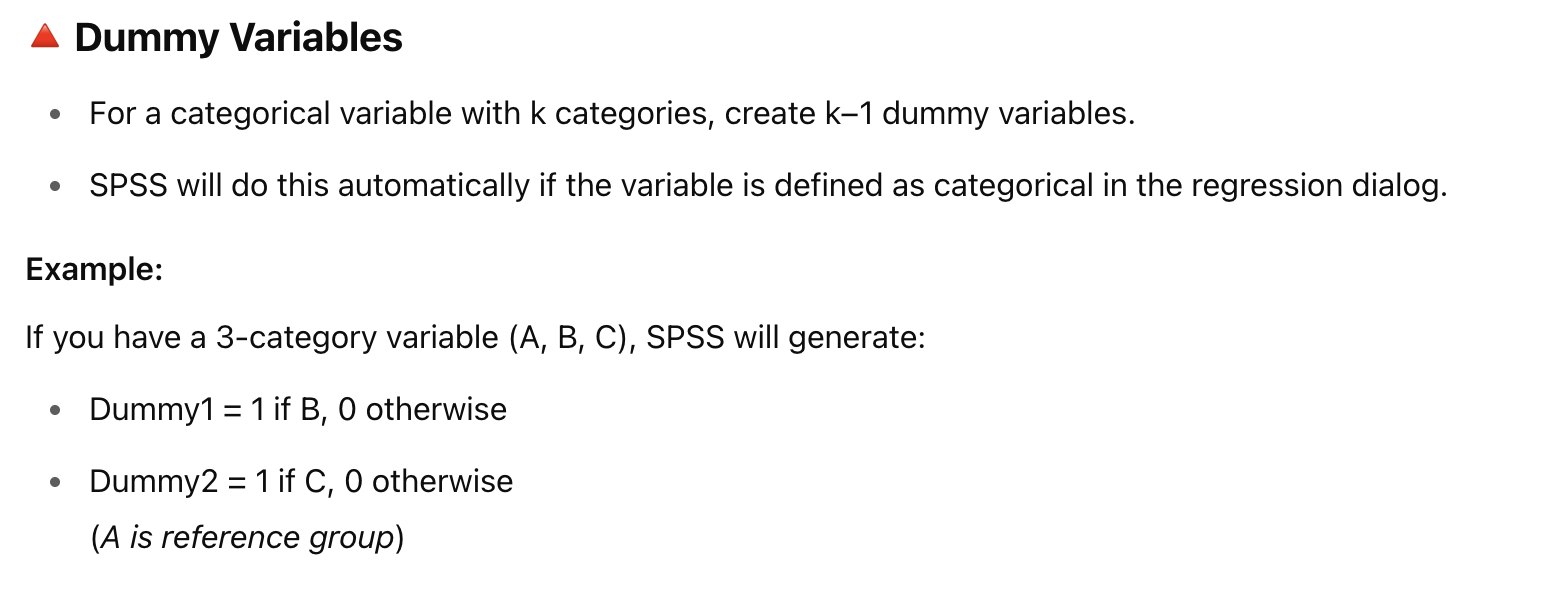 🔺 Dummy Variables
• For a categorical variable with k categories, create k–1 dummy variables.
• SPSS will do this automatically if the variable is defined as categorical in the regression dialog.
Example:
If you have a 3-category variable (A, B, C), SPSS will generate:
• Dummy1 = 1 if B, 0 otherwise
• Dummy2 = 1 if C, 0 otherwise
(A is reference group)